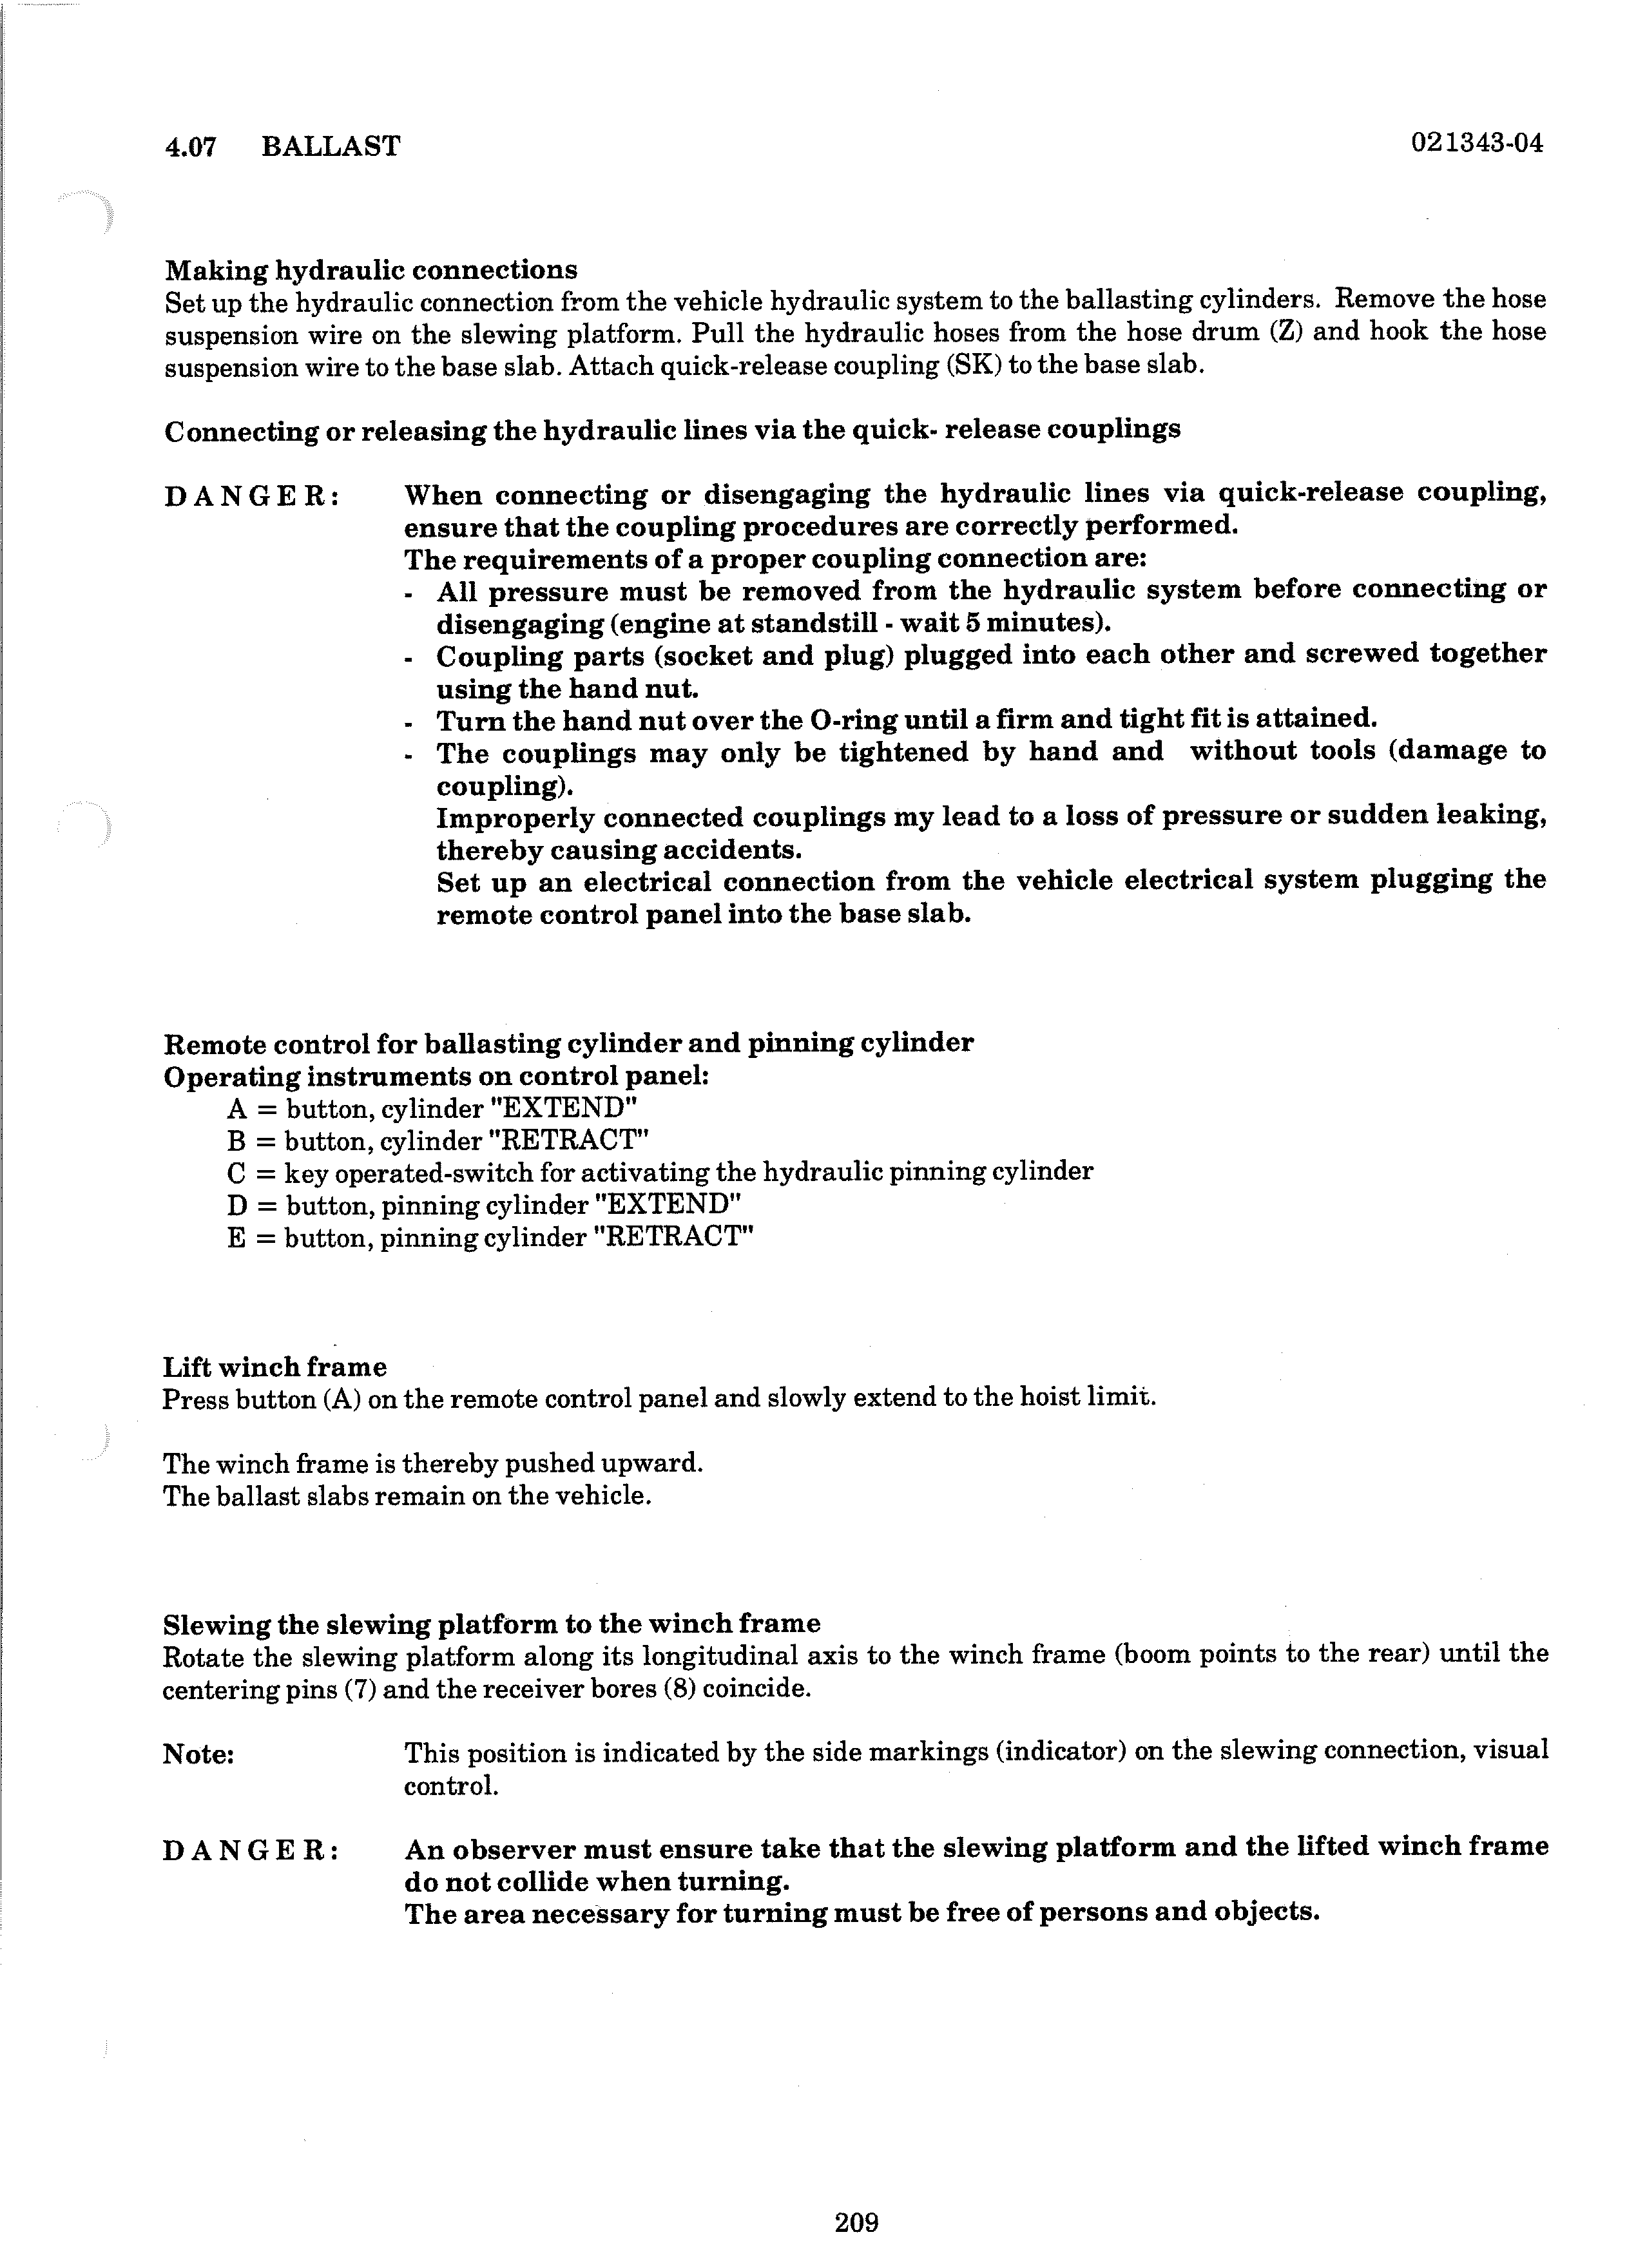 4.07 BALLAST 021343-04
Making hydraulic connections
Set up the hydraulic connection from the vehicle hydraulic system to the ballasting cylinders. Remove the hose
suspension wire on the slewing platform. Pull the hydraulic hoses from the hose drum (Z) and hook the hose
suspension wire to the base slab. Attach quick-release coupling (SK) to the base slab.
Connecting or releasing the hydraulic lines via the quick- release couplings
D A N G E R : When connecting or disengaging the hydraulic lines via quick-release coupling,
ensure that the coupling procedures are correctly performed.
The requirements of a proper coupling connection are:
- All pressure must be removed from the hydraulic system before connecting or
disengaging (engine at standstill - wait 5 minutes).
- Coupling parts (socket and plug) plugged into each other and screwed together
using the hand nut.
- Turn the hand nut over the O-ring until a firm and tight fit is attained.
- The couplings may only be tightened by hand and without tools (damage to
coupling).
Improperly connected couplings my lead to a loss of pressure or sudden leaking,
thereby causing accidents.
Set up an electrical connection from the vehicle electrical system plugging the
remote control panel into the base slab.
Remote control for ballasting cylinder and pinning cylinder
Operating instruments on control panel:
A = button, cylinder "EXTEND"
B = button, cylinder "RETRACT"
C = key operated-switch for activating the hydraulic pinning cylinder
D = button, pinning cylinder "EXTEND"
E = button, pinning cylinder "RETRACT"
Lift winch frame
Press button (A) on the remote control panel and slowly extend to the hoist limit.
The winch frame is thereby pushed upward.
The ballast slabs remain on the vehicle.
Slewing the slewing platform to the winch frame
Rotate the slewing platform along its longitudinal axis to the winch frame (boom points to the rear) until the
centering pins (7) and the receiver bores (8) coincide.
Note: This position is indicated by the side markings (indicator) on the slewing connection, visual
control.
D A N G E R : An observer must ensure take that the slewing platform and the lifted winch frame
do not collide when turning.
The area necessary for turning must be free of persons and objects.
209